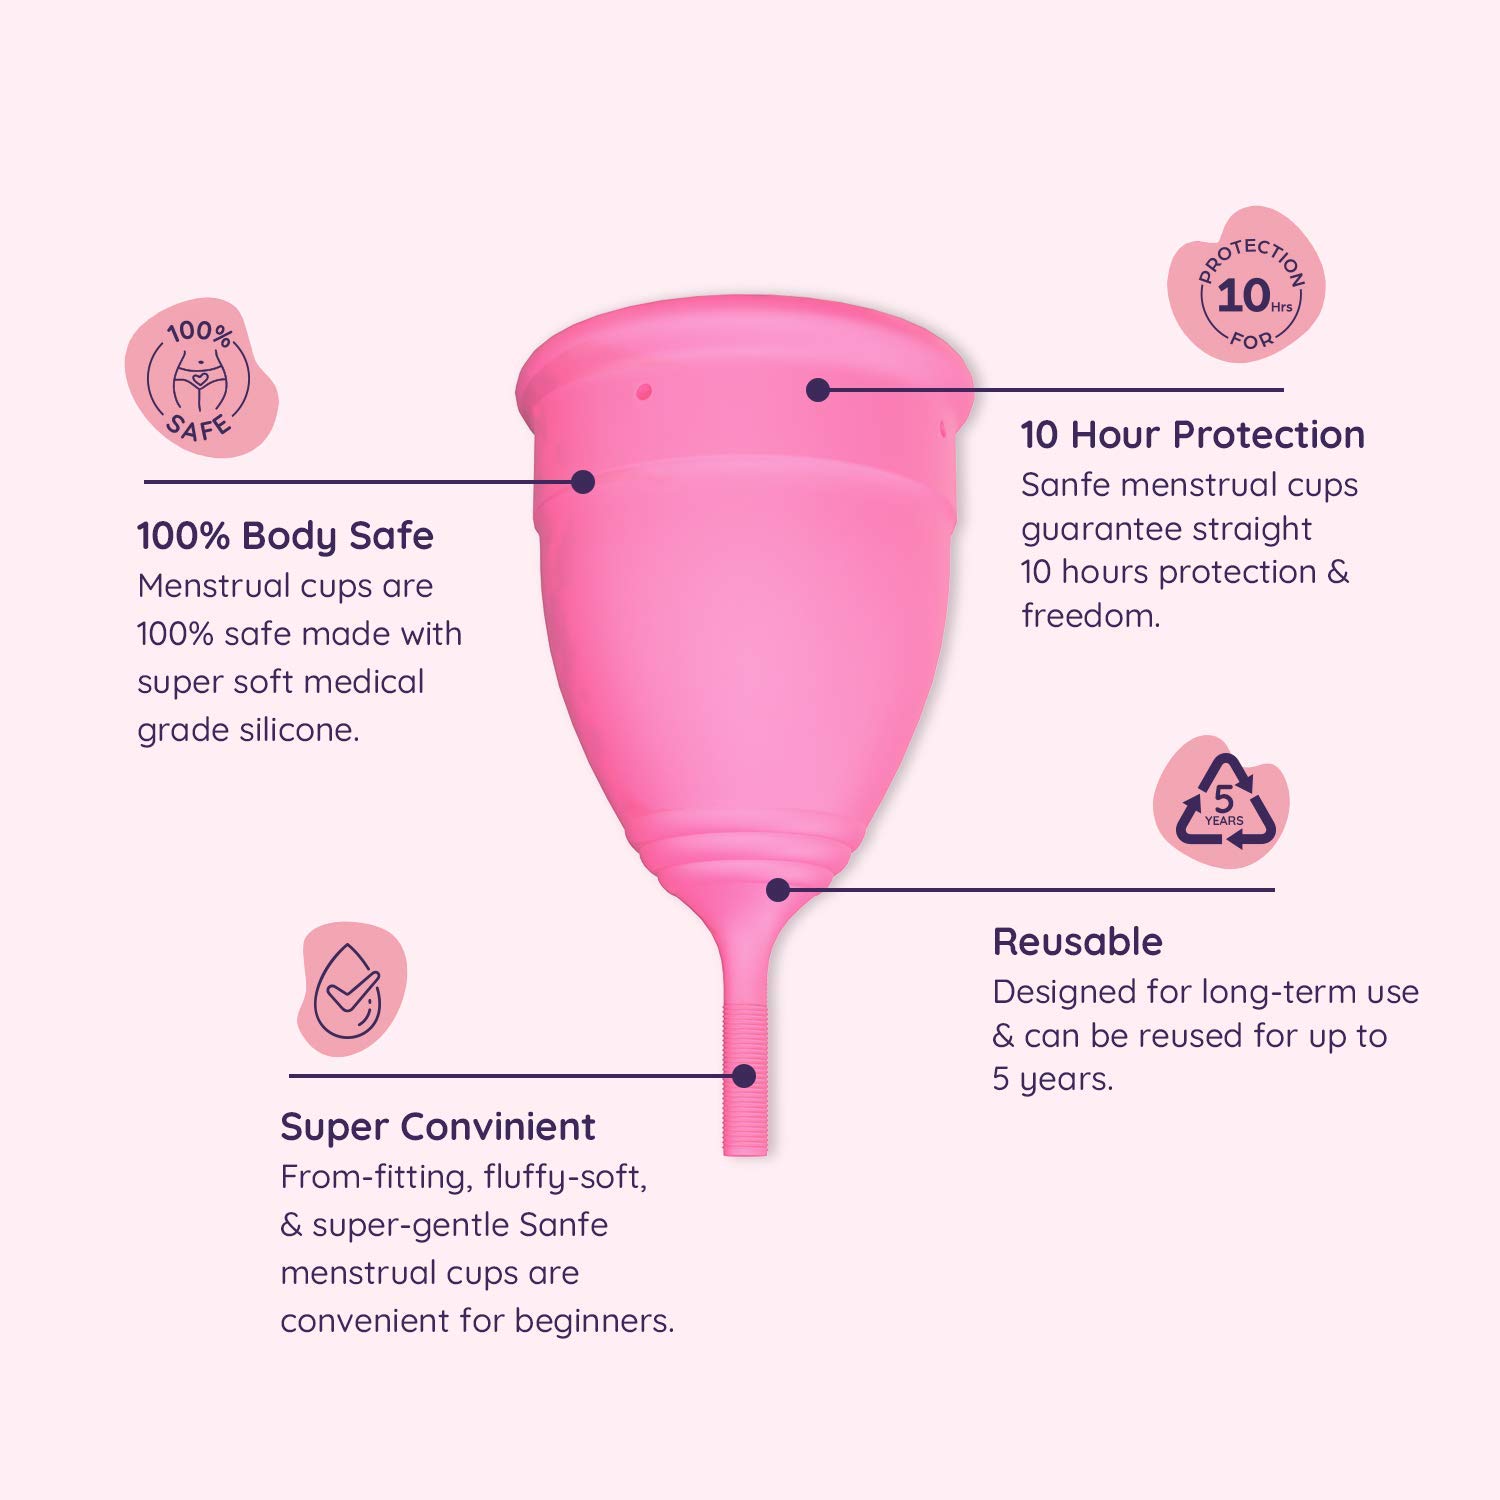 100%
SAFE
100% Body Safe
Menstrual cups are
100% safe made with
super soft medical
grade silicone.
PROTECTION
10Hrs
FOR
10 Hour Protection
Sanfe menstrual cups
guarantee straight
10 hours protection &
freedom.
5
YEARS
Reusable
Designed for long-term use
& can be reused for up to
5 years.
Super Convinient
From-fitting, fluffy-soft,
& super-gentle Sanfe
menstrual cups are
convenient for beginners.